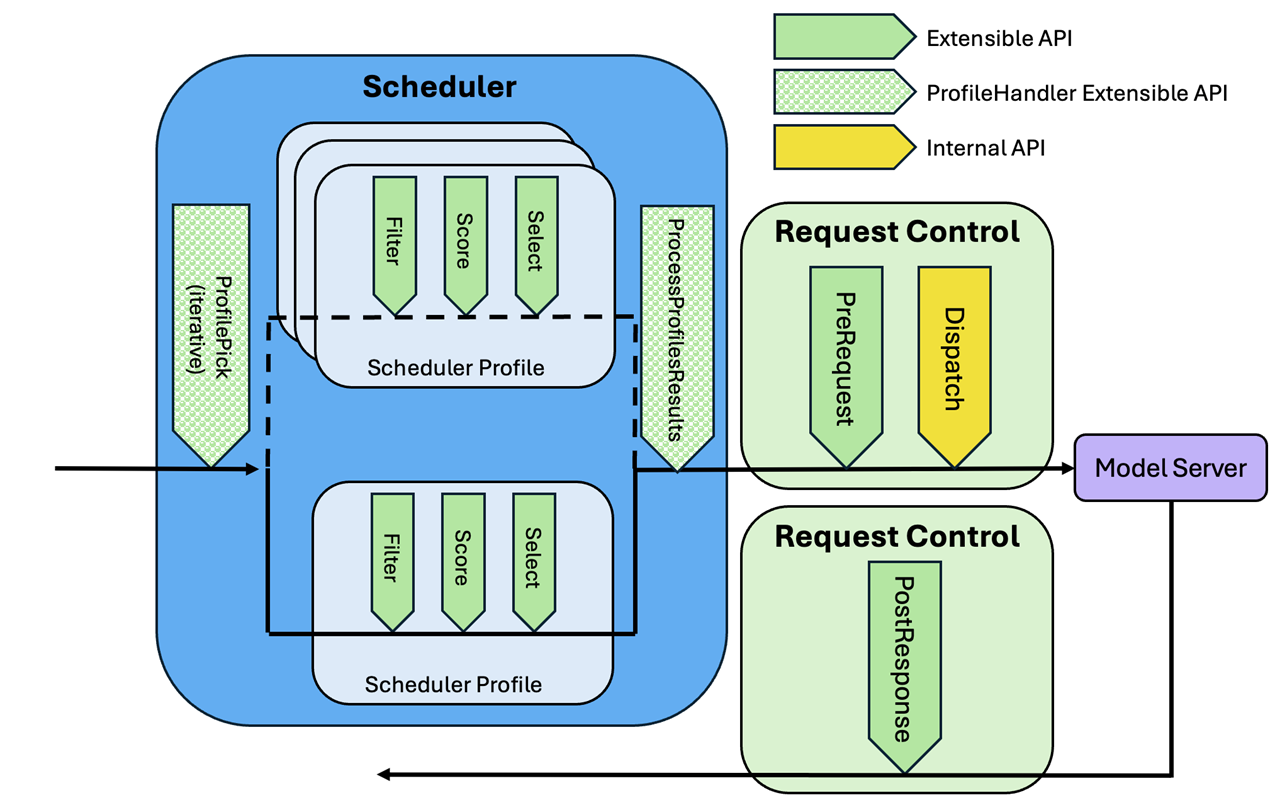 Extensible API
ProfileHandler Extensible API
Internal API
Scheduler
ProfilePick
(iterative)
Filter
Score
Select
Scheduler Profile
Filter
Score
Select
Scheduler Profile
ProcessProfilesResults
Request Control
PreRequest
Dispatch
Model Server
Request Control
PostResponse